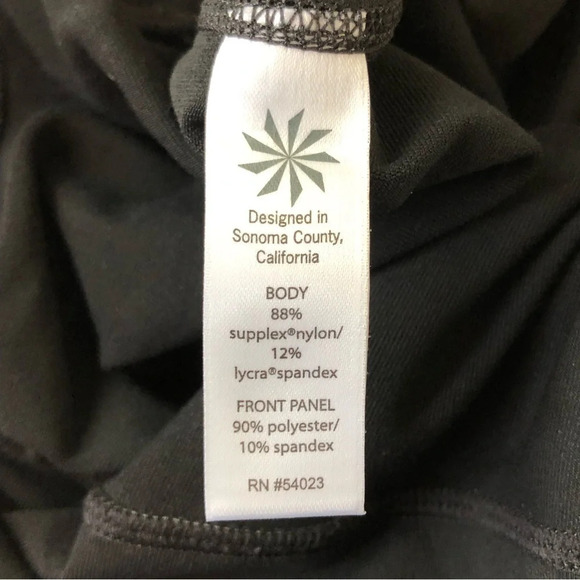 Designed in
Sonoma County,
California
BODY
88%
supplex®nylon/
12%
lycra®spandex
FRONT PANEL
90% polyester/
10% spandex
RN #54023